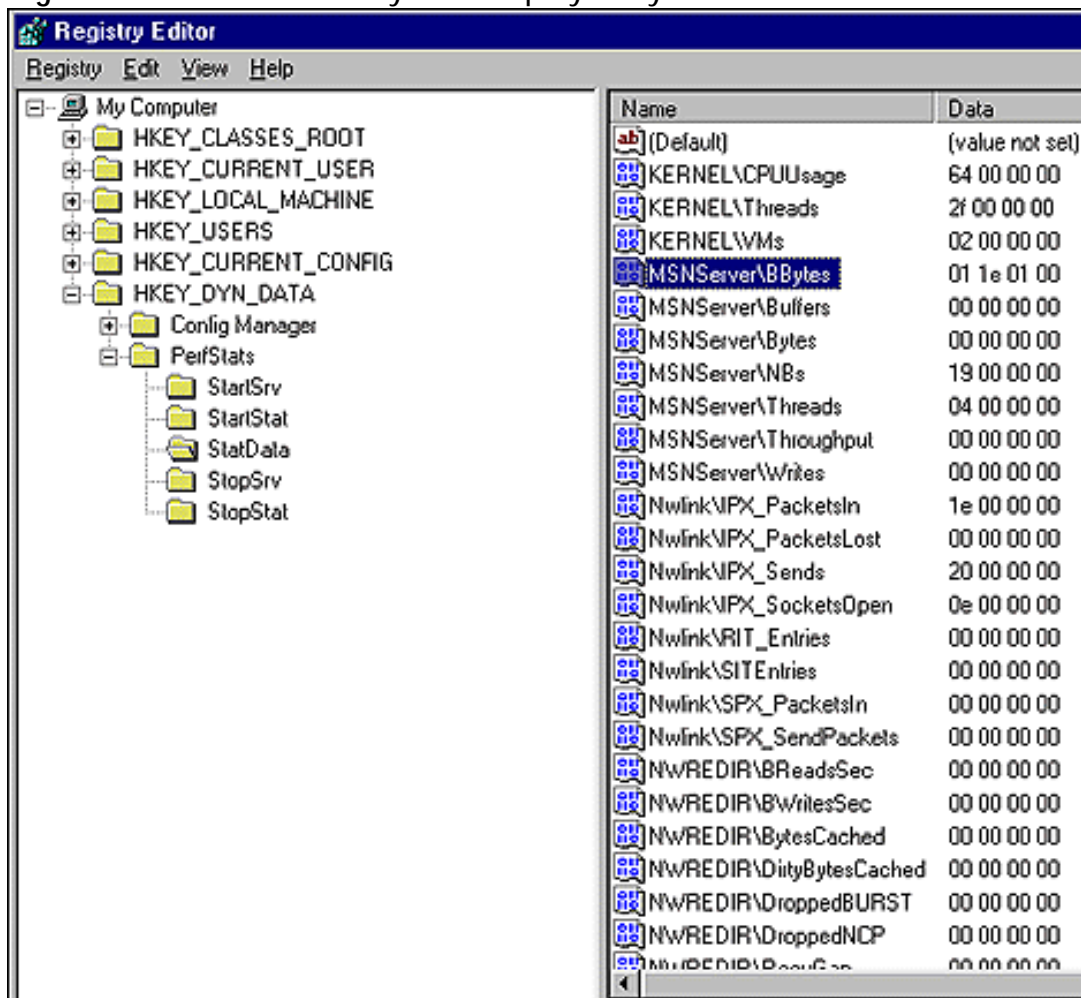 Registry Editor
Registry Edit View Help
My Computer
HKEY_CLASSES_ROOT
HKEY_CURRENT_USER
HKEY_LOCAL_MACHINE
HKEY_USERS
HKEY_CURRENT_CONFIG
HKEY_DYN_DATA
Config Manager
PerfStats
StartSrv
StartStat
StatData
StopSrv
StopStat
Name Data
(Default) (value not set)
KERNEL\CPUUsage 64 00 00 00
KERNEL\Threads 2f 00 00 00
KERNEL\VMs 02 00 00 00
MSNServer\BBytes 01 1e 01 00
MSNServer\Buffers 00 00 00 00
MSNServer\Bytes 00 00 00 00
MSNServer\NBs 19 00 00 00
MSNServer\Threads 04 00 00 00
MSNServer\Throughput 00 00 00 00
MSNServer\Writes 00 00 00 00
Nwlink\IPX_PacketsIn 1e 00 00 00
Nwlink\IPX_PacketsLost 00 00 00 00
Nwlink\IPX_Sends 20 00 00 00
Nwlink\IPX_SocketsOpen 0e 00 00 00
Nwlink\RIT_Entries 00 00 00 00
Nwlink\SITEntries 00 00 00 00
Nwlink\SPX_PacketsIn 00 00 00 00
Nwlink\SPX_SendPackets 00 00 00 00
NWREDIR\BReadsSec 00 00 00 00
NWREDIR\BWritesSec 00 00 00 00
NWREDIR\BytesCached 00 00 00 00
NWREDIR\DirtyBytesCached 00 00 00 00
NWREDIR\DroppedBURST 00 00 00 00
NWREDIR\DroppedNCP 00 00 00 00
00 00 00 00